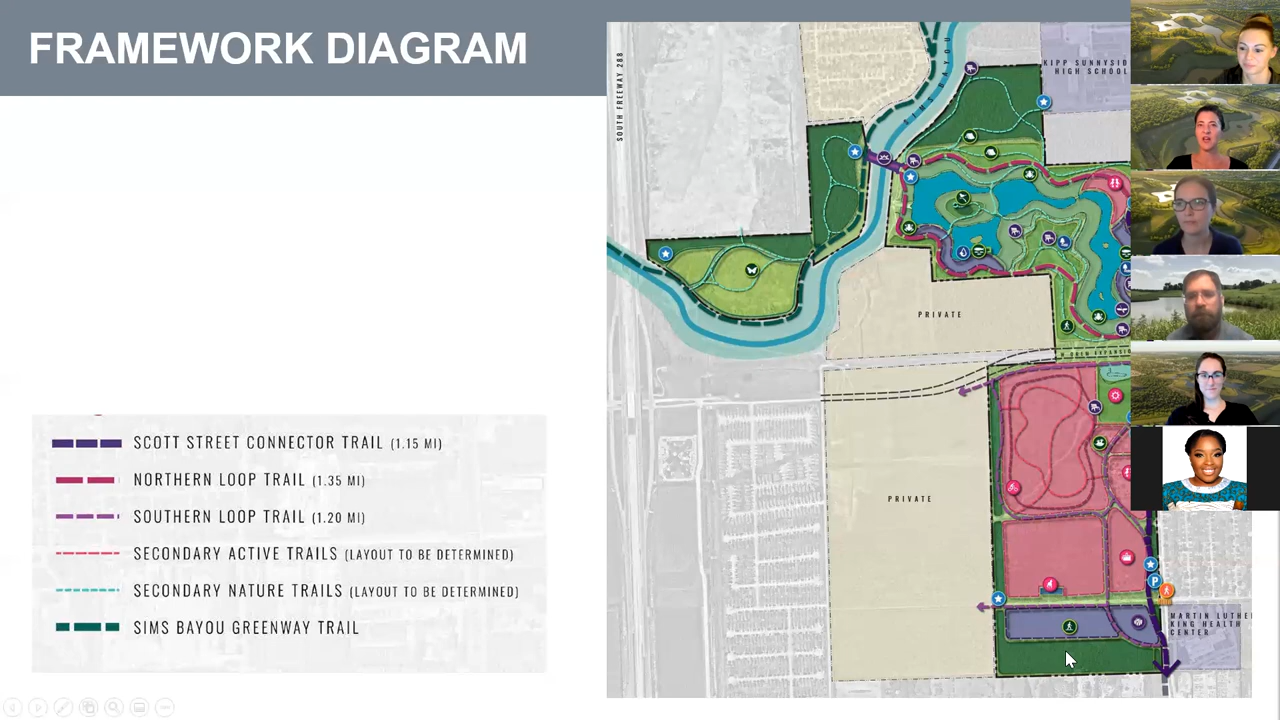 FRAMEWORK DIAGRAM
SCOTT STREET CONNECTOR TRAIL (1.15 MI)
NORTHERN LOOP TRAIL (1.35 MI)
SOUTHERN LOOP TRAIL (1.20 MI)
SECONDARY ACTIVE TRAILS (LAYOUT TO BE DETERMINED)
SECONDARY NATURE TRAILS (LAYOUT TO BE DETERMINED)
SIMS BAYOU GREENWAY TRAIL
SOUTH FREEWAY 288
SIMS BAYOU
KIPP SUNNYSID
HIGH SCHOOL
PRIVATE
PRIVATE
P
MARTIN LUTHE
KING HEALTH
CENTER